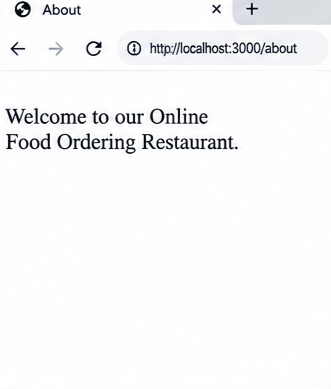 About
http://localhost:3000/about
Welcome to our Online
Food Ordering Restaurant.